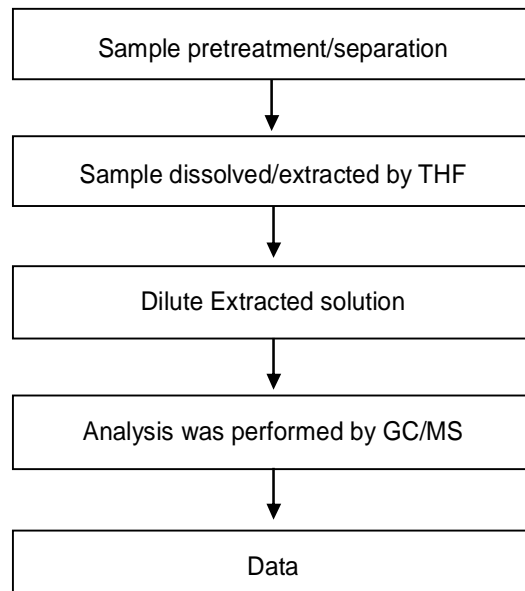 Sample pretreatment/separation
Sample dissolved/extracted by THF
Dilute Extracted solution
Analysis was performed by GC/MS
Data